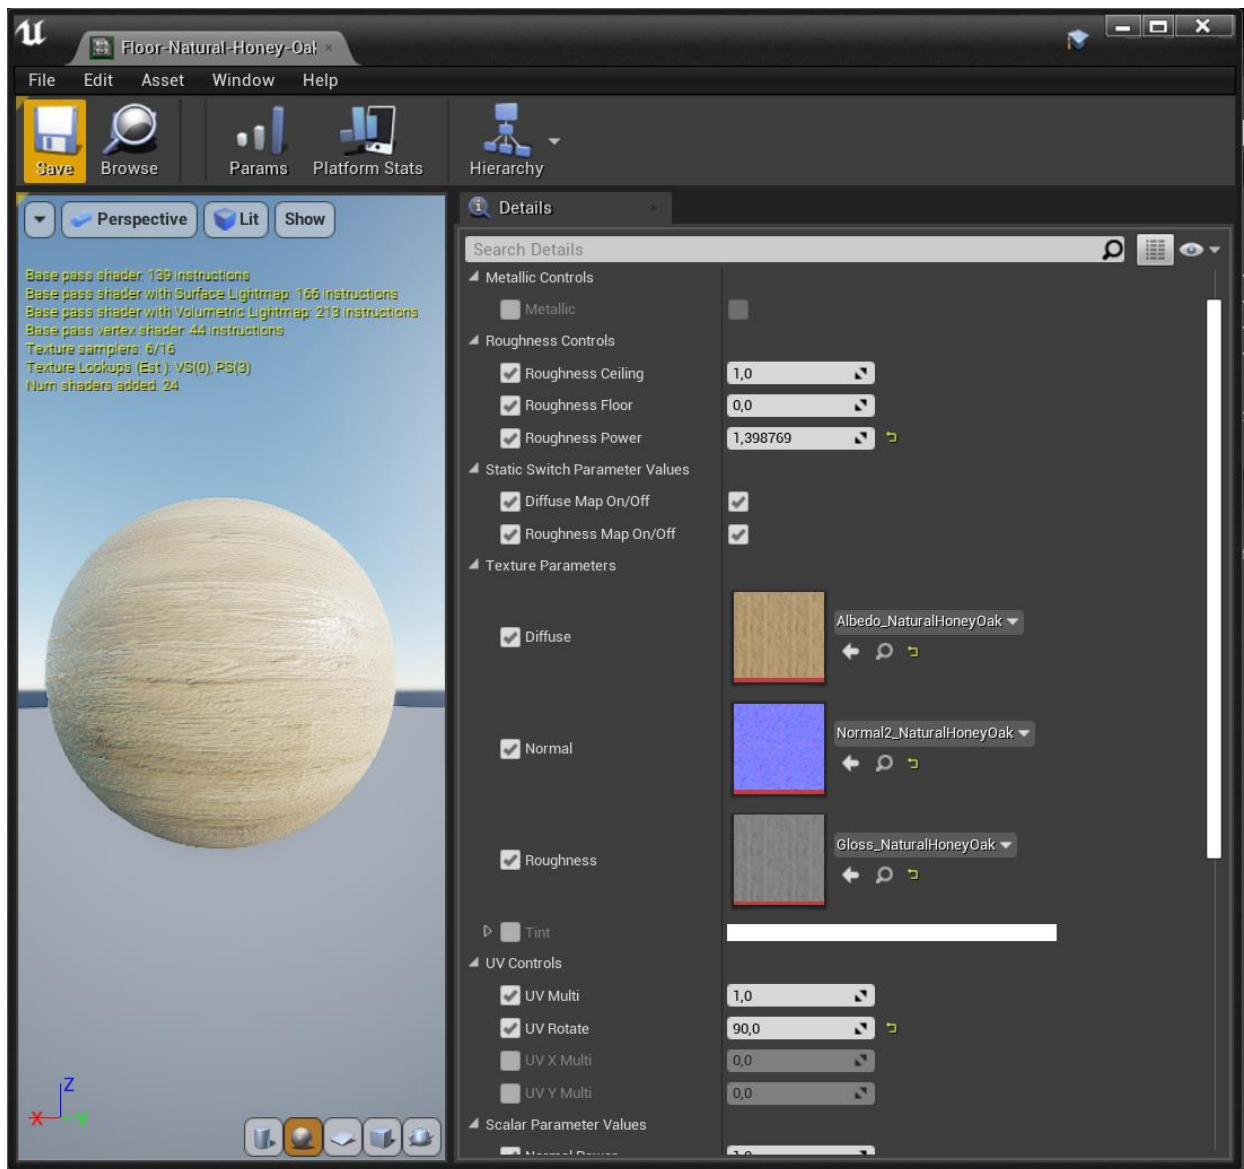 Floor-Natural-Honey-Oak
File Edit Asset Window Help
Save Browse Params Platform Stats Hierarchy
Perspective Lit Show
Base pass shader: 139 instructions
Base pass shader with Surface Lightmap: 166 instructions
Base pass shader with Volumetric Lightmap: 213 instructions
Base pass vertex shader: 44 instructions
Texture samplers: 6/16
Texture Lookups (Est.): VS(0), PS(3)
Num shaders added: 24
Z
X
Y
Details
Search Details
Metallic Controls
Metallic
Roughness Controls
Roughness Ceiling 1,0
Roughness Floor 0,0
Roughness Power 1,398769
Static Switch Parameter Values
Diffuse Map On/Off
Roughness Map On/Off
Texture Parameters
Diffuse Albedo_NaturalHoneyOak
Normal Normal2_NaturalHoneyOak
Roughness Gloss_NaturalHoneyOak
Tint
UV Controls
UV Multi 1,0
UV Rotate 90,0
UV X Multi 0,0
UV Y Multi 0,0
Scalar Parameter Values
Normal Power 1,0